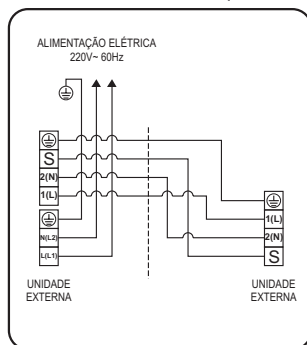 ALIMENTAÇÃO ELÉTRICA
220V~ 60Hz
S
2(N)
1(L)
N(L2)
L(L1)
1(L)
2(N)
S
UNIDADE
EXTERNA
UNIDADE
EXTERNA